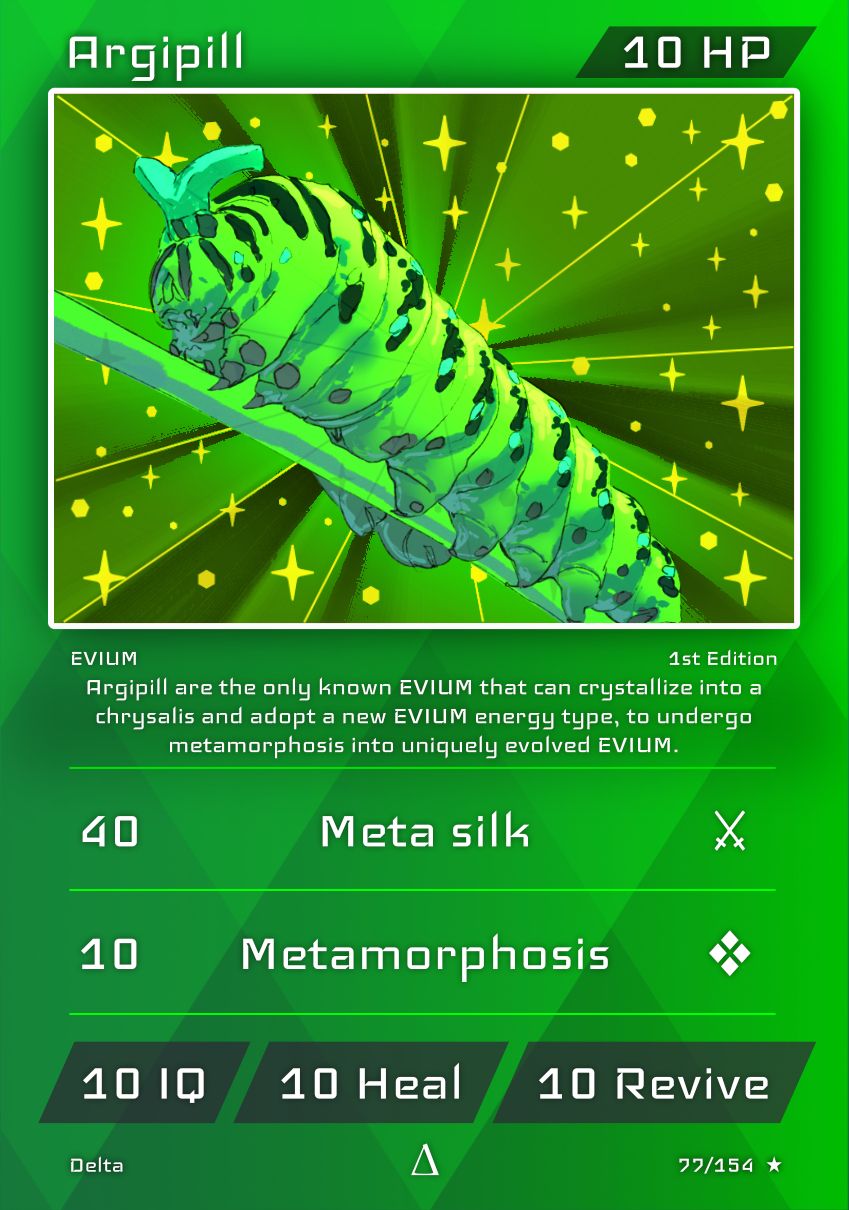 Argipill 10 HP
EVIUM 1st Edition
Argipill are the only known EVIUM that can crystallize into a
chrysalis and adopt a new EVIUM energy type, to undergo
metamorphosis into uniquely evolved EVIUM.
40 Meta silk
10 Metamorphosis
10 IQ 10 Heal 10 Revive
Delta Δ 77/154 ★